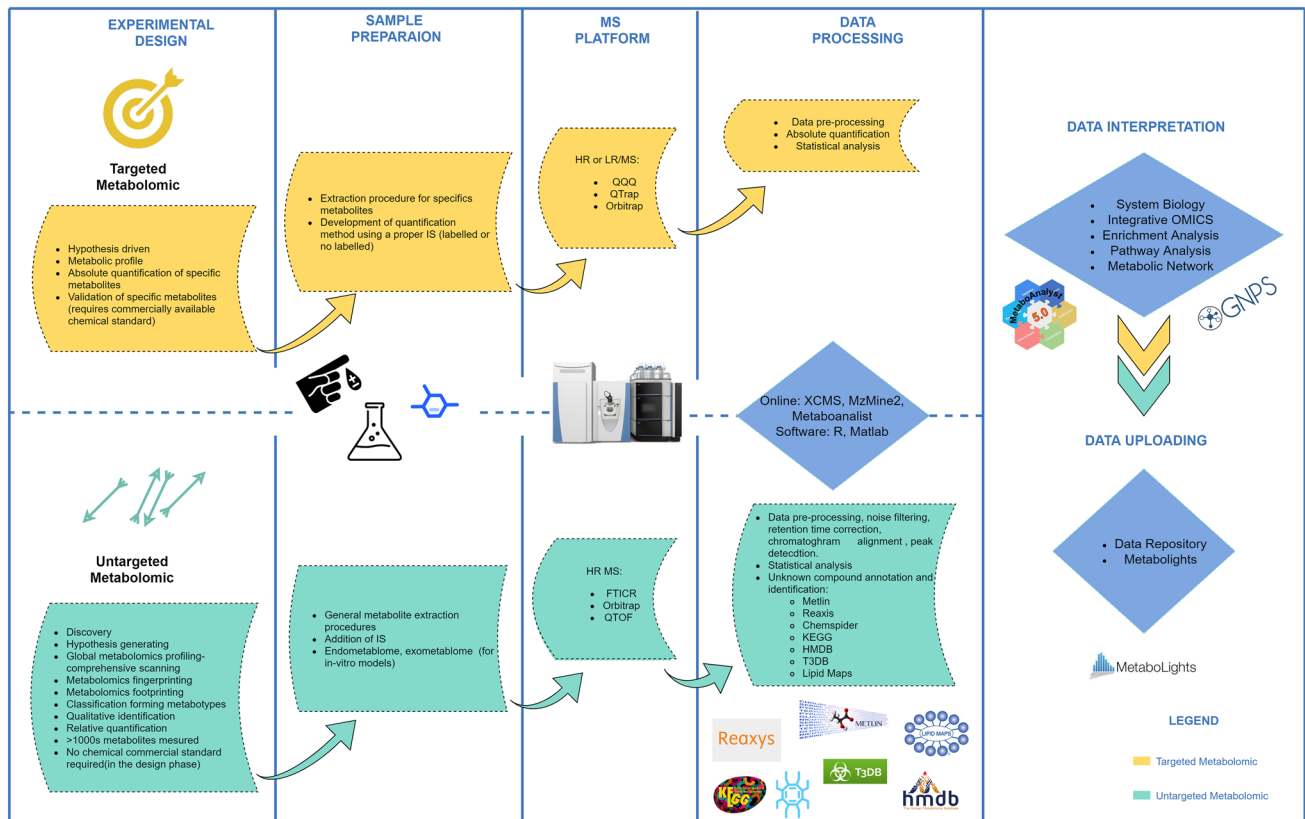 EXPERIMENTAL
DESIGN
Targeted
Metabolomic
Hypothesis driven
Metabolic profile
Absolute quantification of specific
metabolites
Validation of specific metabolites
(requires commercially available
chemical standard)
Untargeted
Metabolomic
Discovery
Hypothesis generating
Global metabolomics profiling-
comprehensive scanning
Metabolomics fingerprinting
Metabolomics footprinting
Classification forming metabotypes
Qualitative identification
Relative quantification
>1000s metabolites mesured
No chemical commercial standard
required(in the design phase)
SAMPLE
PREPARAION
Extraction procedure for specifics
metabolites
Development of quantification
method using a proper IS (labelled or
no labelled)
General metabolite extraction
procedures
Addition of IS
Endometablome, exometablome (for
in-vitro models)
MS
PLATFORM
HR or LR/MS:
QQQ
QTrap
Orbitrap
HR MS:
FTICR
Orbitrap
QTOF
DATA
PROCESSING
Data pre-processing
Absolute quantification
Statistical analysis
Online: XCMS, MzMine2,
Metaboanalist
Software: R, Matlab
Data pre-processing, noise filtering,
retention time correction,
chromatoghram alignment , peak
detecdtion.
Statistical analysis
Unknown compound annotation and
identification:
Metlin
Reaxis
Chemspider
KEGG
HMDB
T3DB
Lipid Maps
Reaxys
METLIN
LIPID MAPS
T3DB
KEGG
hmdb
The Human Metabolome Database
DATA INTERPRETATION
System Biology
Integrative OMICS
Enrichment Analysis
Pathway Analysis
Metabolic Network
MetaboAnalyst
5.0
GNPS
DATA UPLOADING
Data Repository
Metabolights
MetaboLights
LEGEND
Targeted Metabolomic
Untargeted Metabolomic